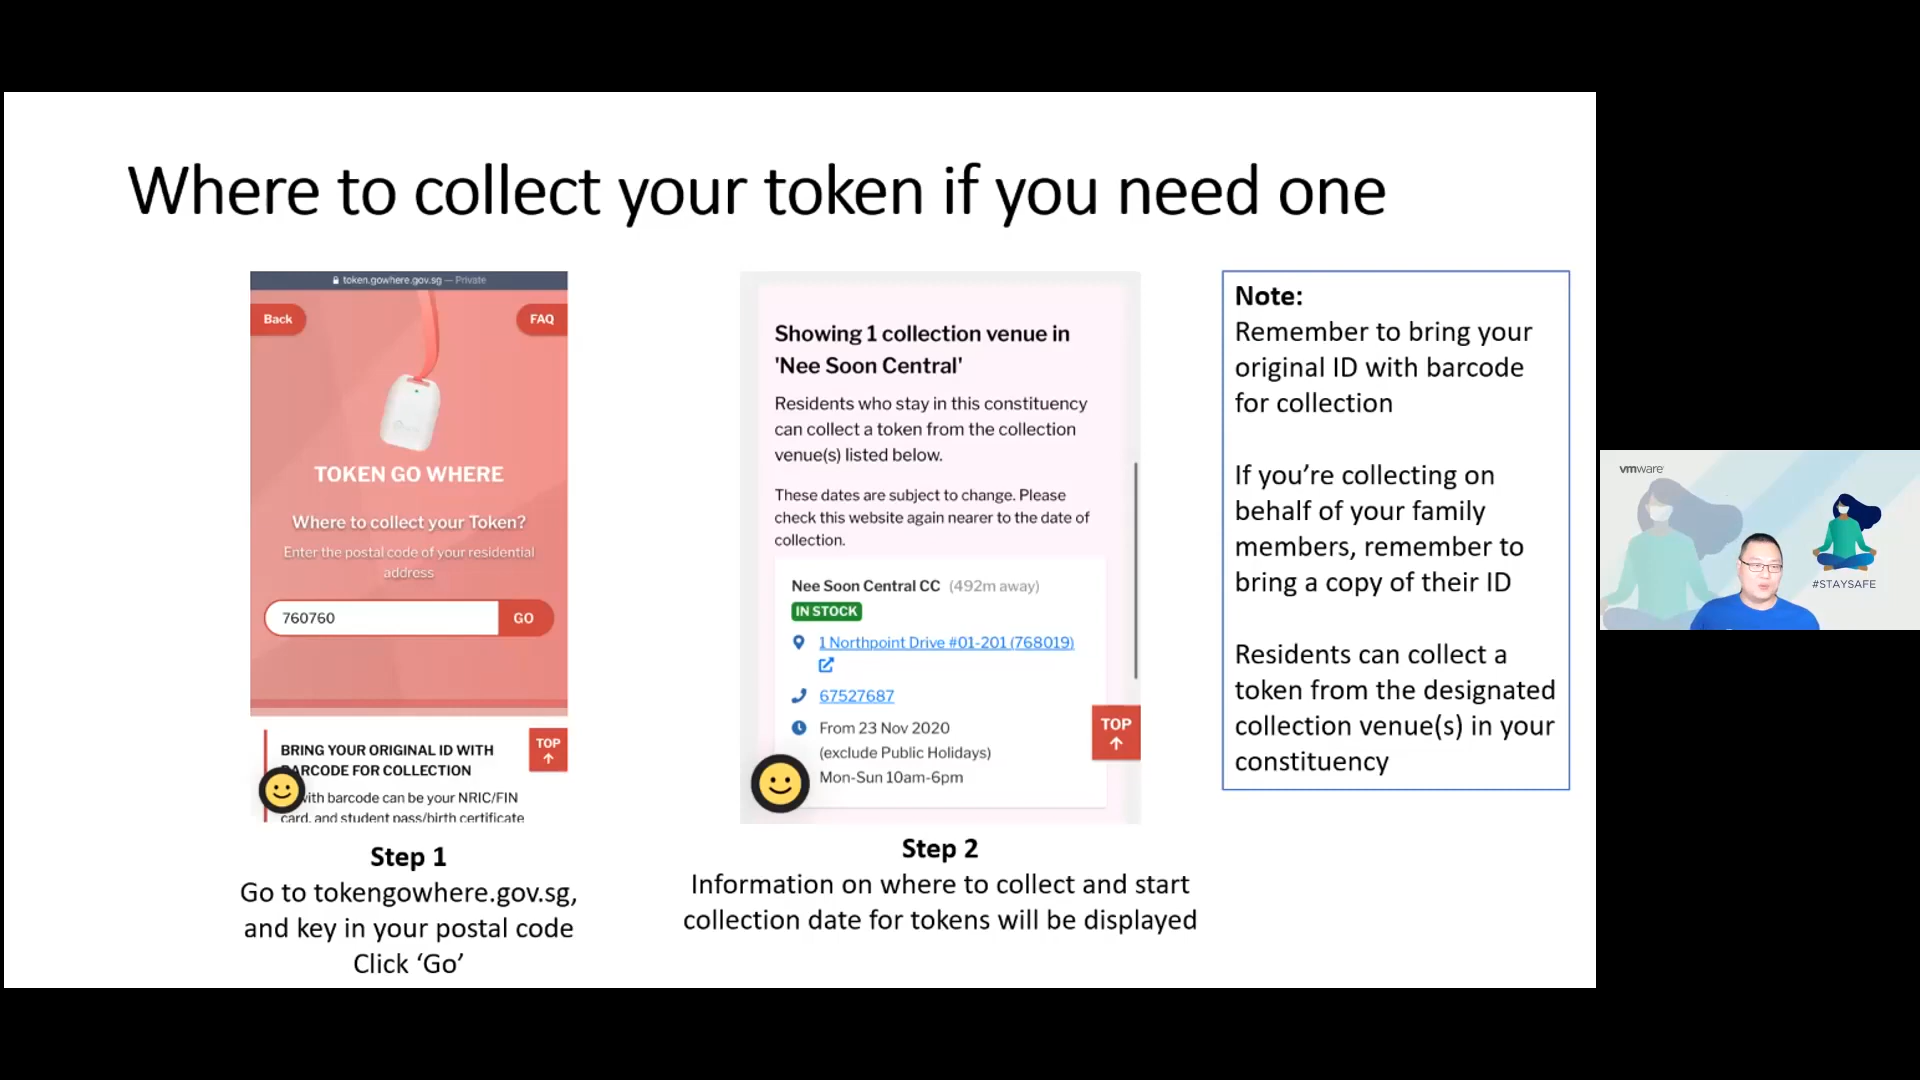 Where to collect your token if you need one
token.gowhere.gov.sg — Private
Back
FAQ
TOKEN GO WHERE
Where to collect your Token?
Enter the postal code of your residential
address
760760
GO
BRING YOUR ORIGINAL ID WITH
BARCODE FOR COLLECTION
with barcode can be your NRIC/FIN
card, and student pass/birth certificate
TOP
Step 1
Go to tokengowhere.gov.sg,
and key in your postal code
Click ‘Go’
Showing 1 collection venue in
'Nee Soon Central'
Residents who stay in this constituency
can collect a token from the collection
venue(s) listed below.
These dates are subject to change. Please
check this website again nearer to the date of
collection.
Nee Soon Central CC (492m away)
IN STOCK
1 Northpoint Drive #01-201 (768019)
67527687
From 23 Nov 2020
(exclude Public Holidays)
Mon-Sun 10am-6pm
TOP
Step 2
Information on where to collect and start
collection date for tokens will be displayed
Note:
Remember to bring your
original ID with barcode
for collection
If you’re collecting on
behalf of your family
members, remember to
bring a copy of their ID
Residents can collect a
token from the designated
collection venue(s) in your
constituency
vmware
#STAYSAFE